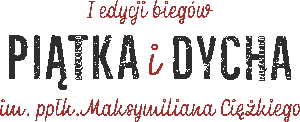 I edycji biegów
PIĄTKA i DYCHA
im. ppłk. Maksymiliana Ciężkiego